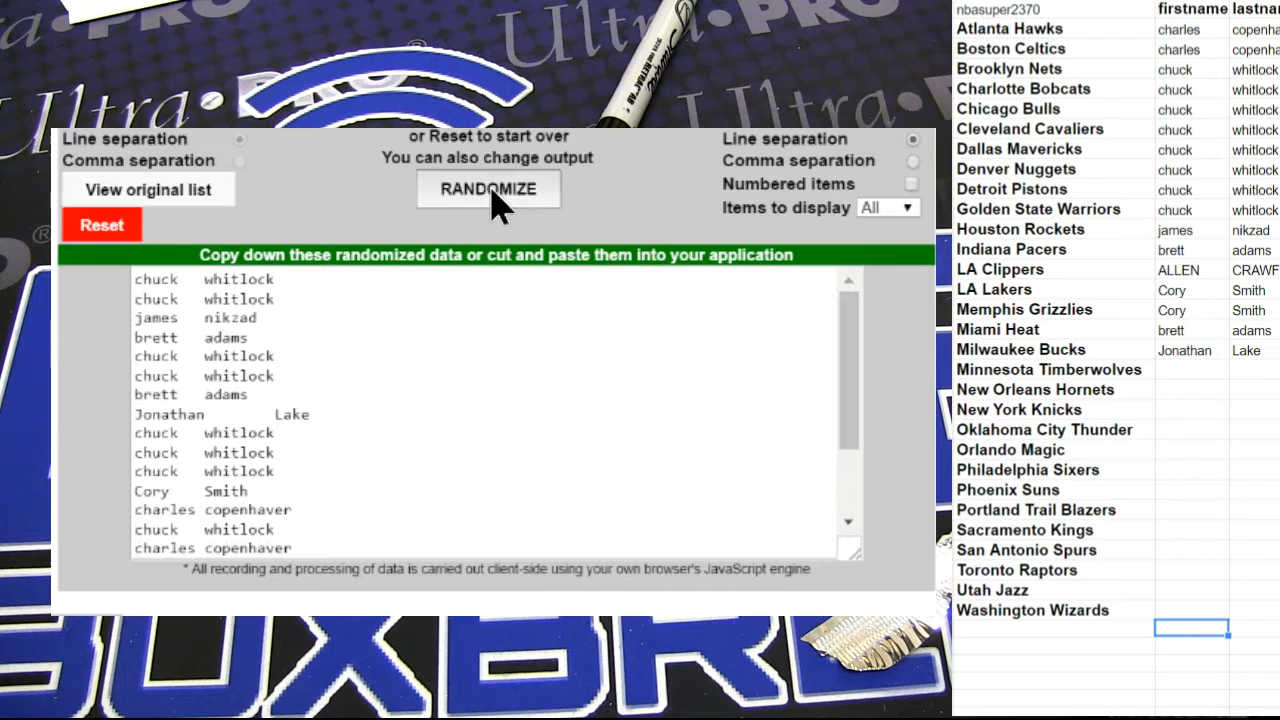 Ultra PRO
Ultra PRO
Line separation
Comma separation
View original list
Reset
or Reset to start over
You can also change output
RANDOMIZE
Line separation
Comma separation
Numbered items
Items to display All
Copy down these randomized data or cut and paste them into your application
chuck whitlock
chuck whitlock
james nikzad
brett adams
chuck whitlock
chuck whitlock
brett adams
Jonathan Lake
chuck whitlock
chuck whitlock
chuck whitlock
Cory Smith
charles copenhaver
chuck whitlock
charles copenhaver
* All recording and processing of data is carried out client-side using your own browser's JavaScript engine
nbasuper2370 firstname lastna
Atlanta Hawks charles copenha
Boston Celtics charles copenha
Brooklyn Nets chuck whitlock
Charlotte Bobcats chuck whitlock
Chicago Bulls chuck whitlock
Cleveland Cavaliers chuck whitlock
Dallas Mavericks chuck whitlock
Denver Nuggets chuck whitlock
Detroit Pistons chuck whitlock
Golden State Warriors chuck whitlock
Houston Rockets james nikzad
Indiana Pacers brett adams
LA Clippers ALLEN CRAWF
LA Lakers Cory Smith
Memphis Grizzlies Cory Smith
Miami Heat brett adams
Milwaukee Bucks Jonathan Lake
Minnesota Timberwolves
New Orleans Hornets
New York Knicks
Oklahoma City Thunder
Orlando Magic
Philadelphia Sixers
Phoenix Suns
Portland Trail Blazers
Sacramento Kings
San Antonio Spurs
Toronto Raptors
Utah Jazz
Washington Wizards